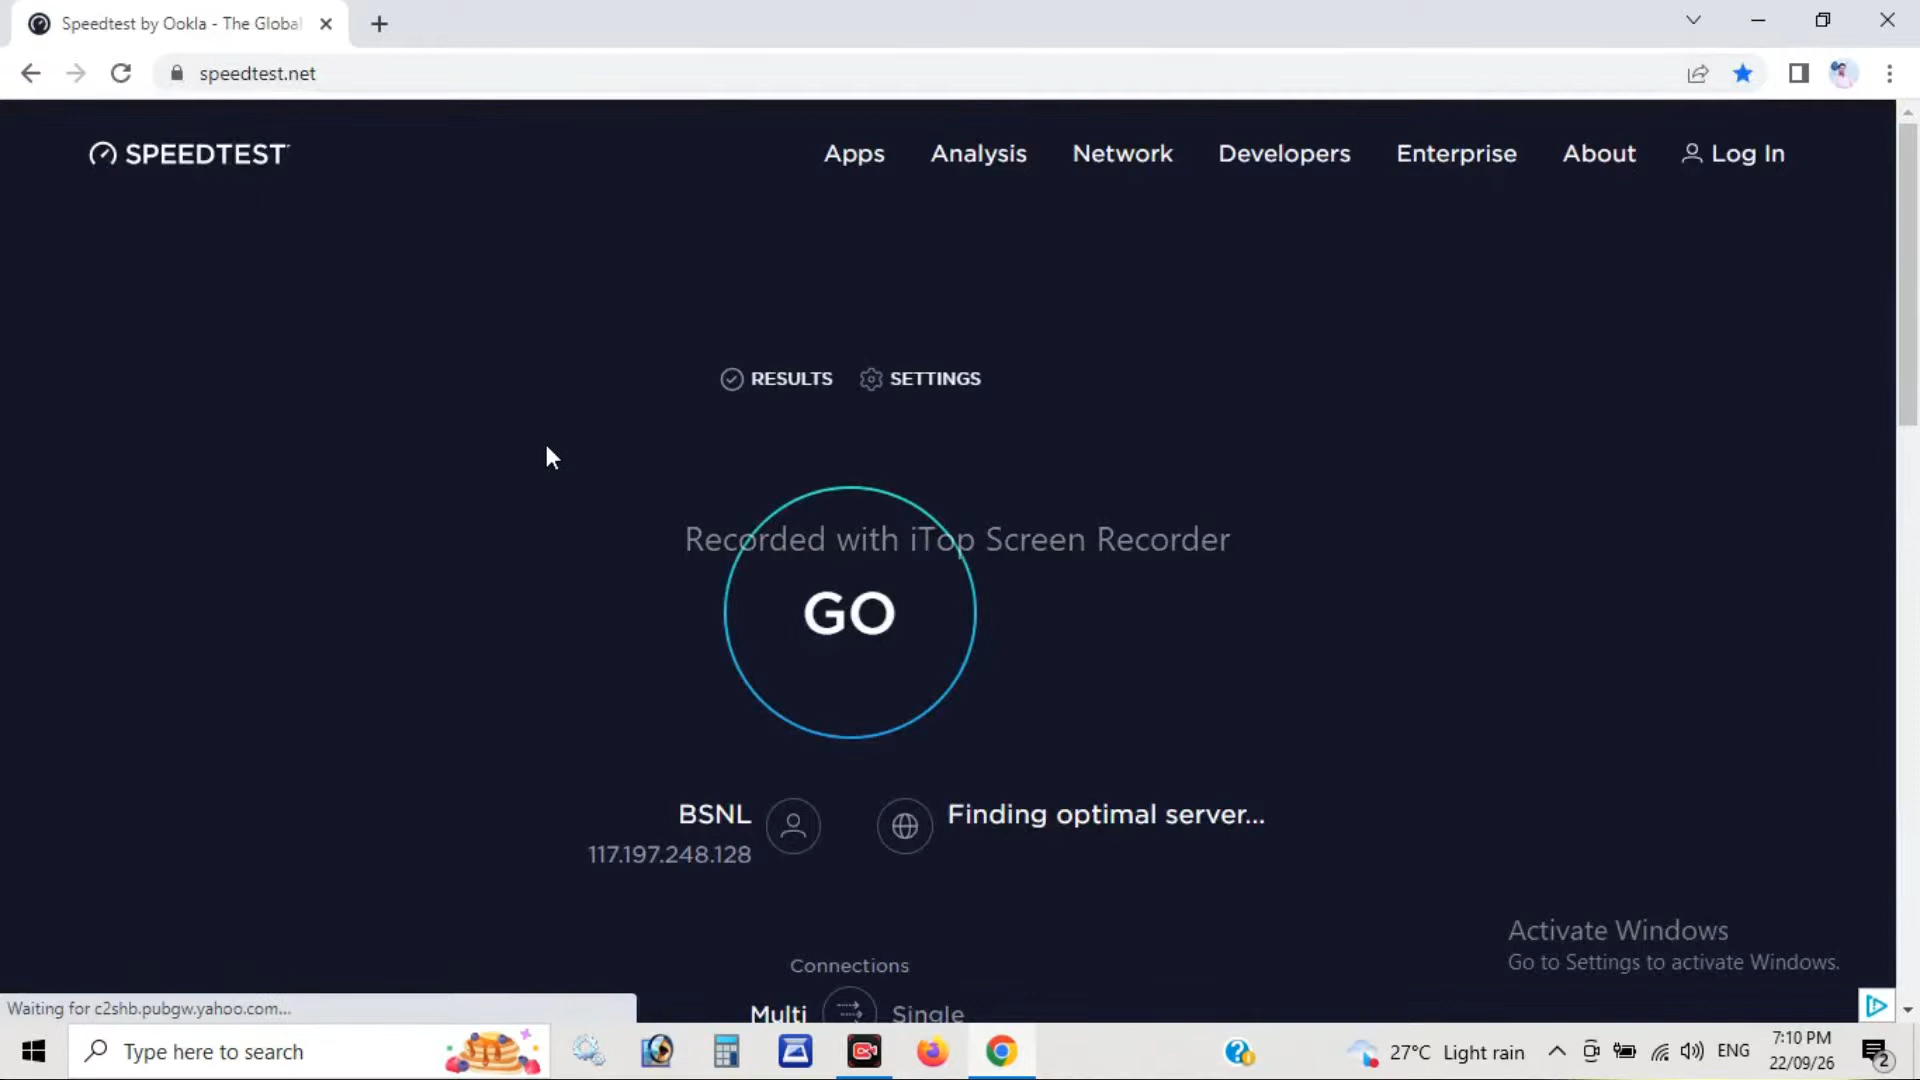 Speedtest by Ookla - The Global
speedtest.net
SPEEDTEST
Apps Analysis Network Developers Enterprise About Log In
RESULTS SETTINGS
Recorded with iTop Screen Recorder
GO
BSNL
117.197.248.128
Finding optimal server...
Connections
Multi Single
Activate Windows
Go to Settings to activate Windows.
Waiting for c2shb.pubgw.yahoo.com...
Type here to search
27°C Light rain
ENG
7:10 PM
22/09/26
2